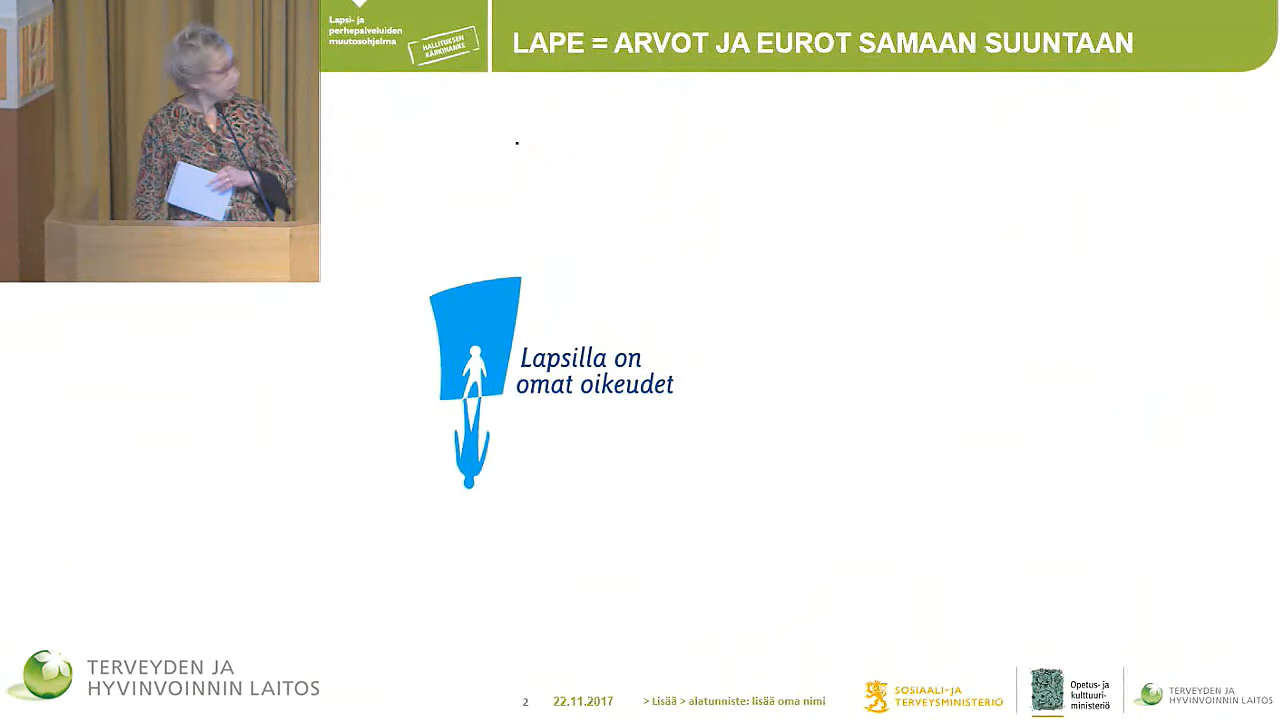 Lapsi- ja
perhepalveluiden
muutosohjelma
HALLITUKSEN
KÄRKIHANKE
LAPE = ARVOT JA EUROT SAMAAN SUUNTAAN
.
Lapsilla on
omat oikeudet
TERVEYDEN JA
HYVINVOINNIN LAITOS
2
22.11.2017
> Lisää > alatunniste: lisää oma nimi
SOSIAALI- JA
TERVEYSMINISTERIÖ
Opetus- ja
kulttuuri-
ministeriö
TERVEYDEN JA
HYVINVOINNIN LAITOS